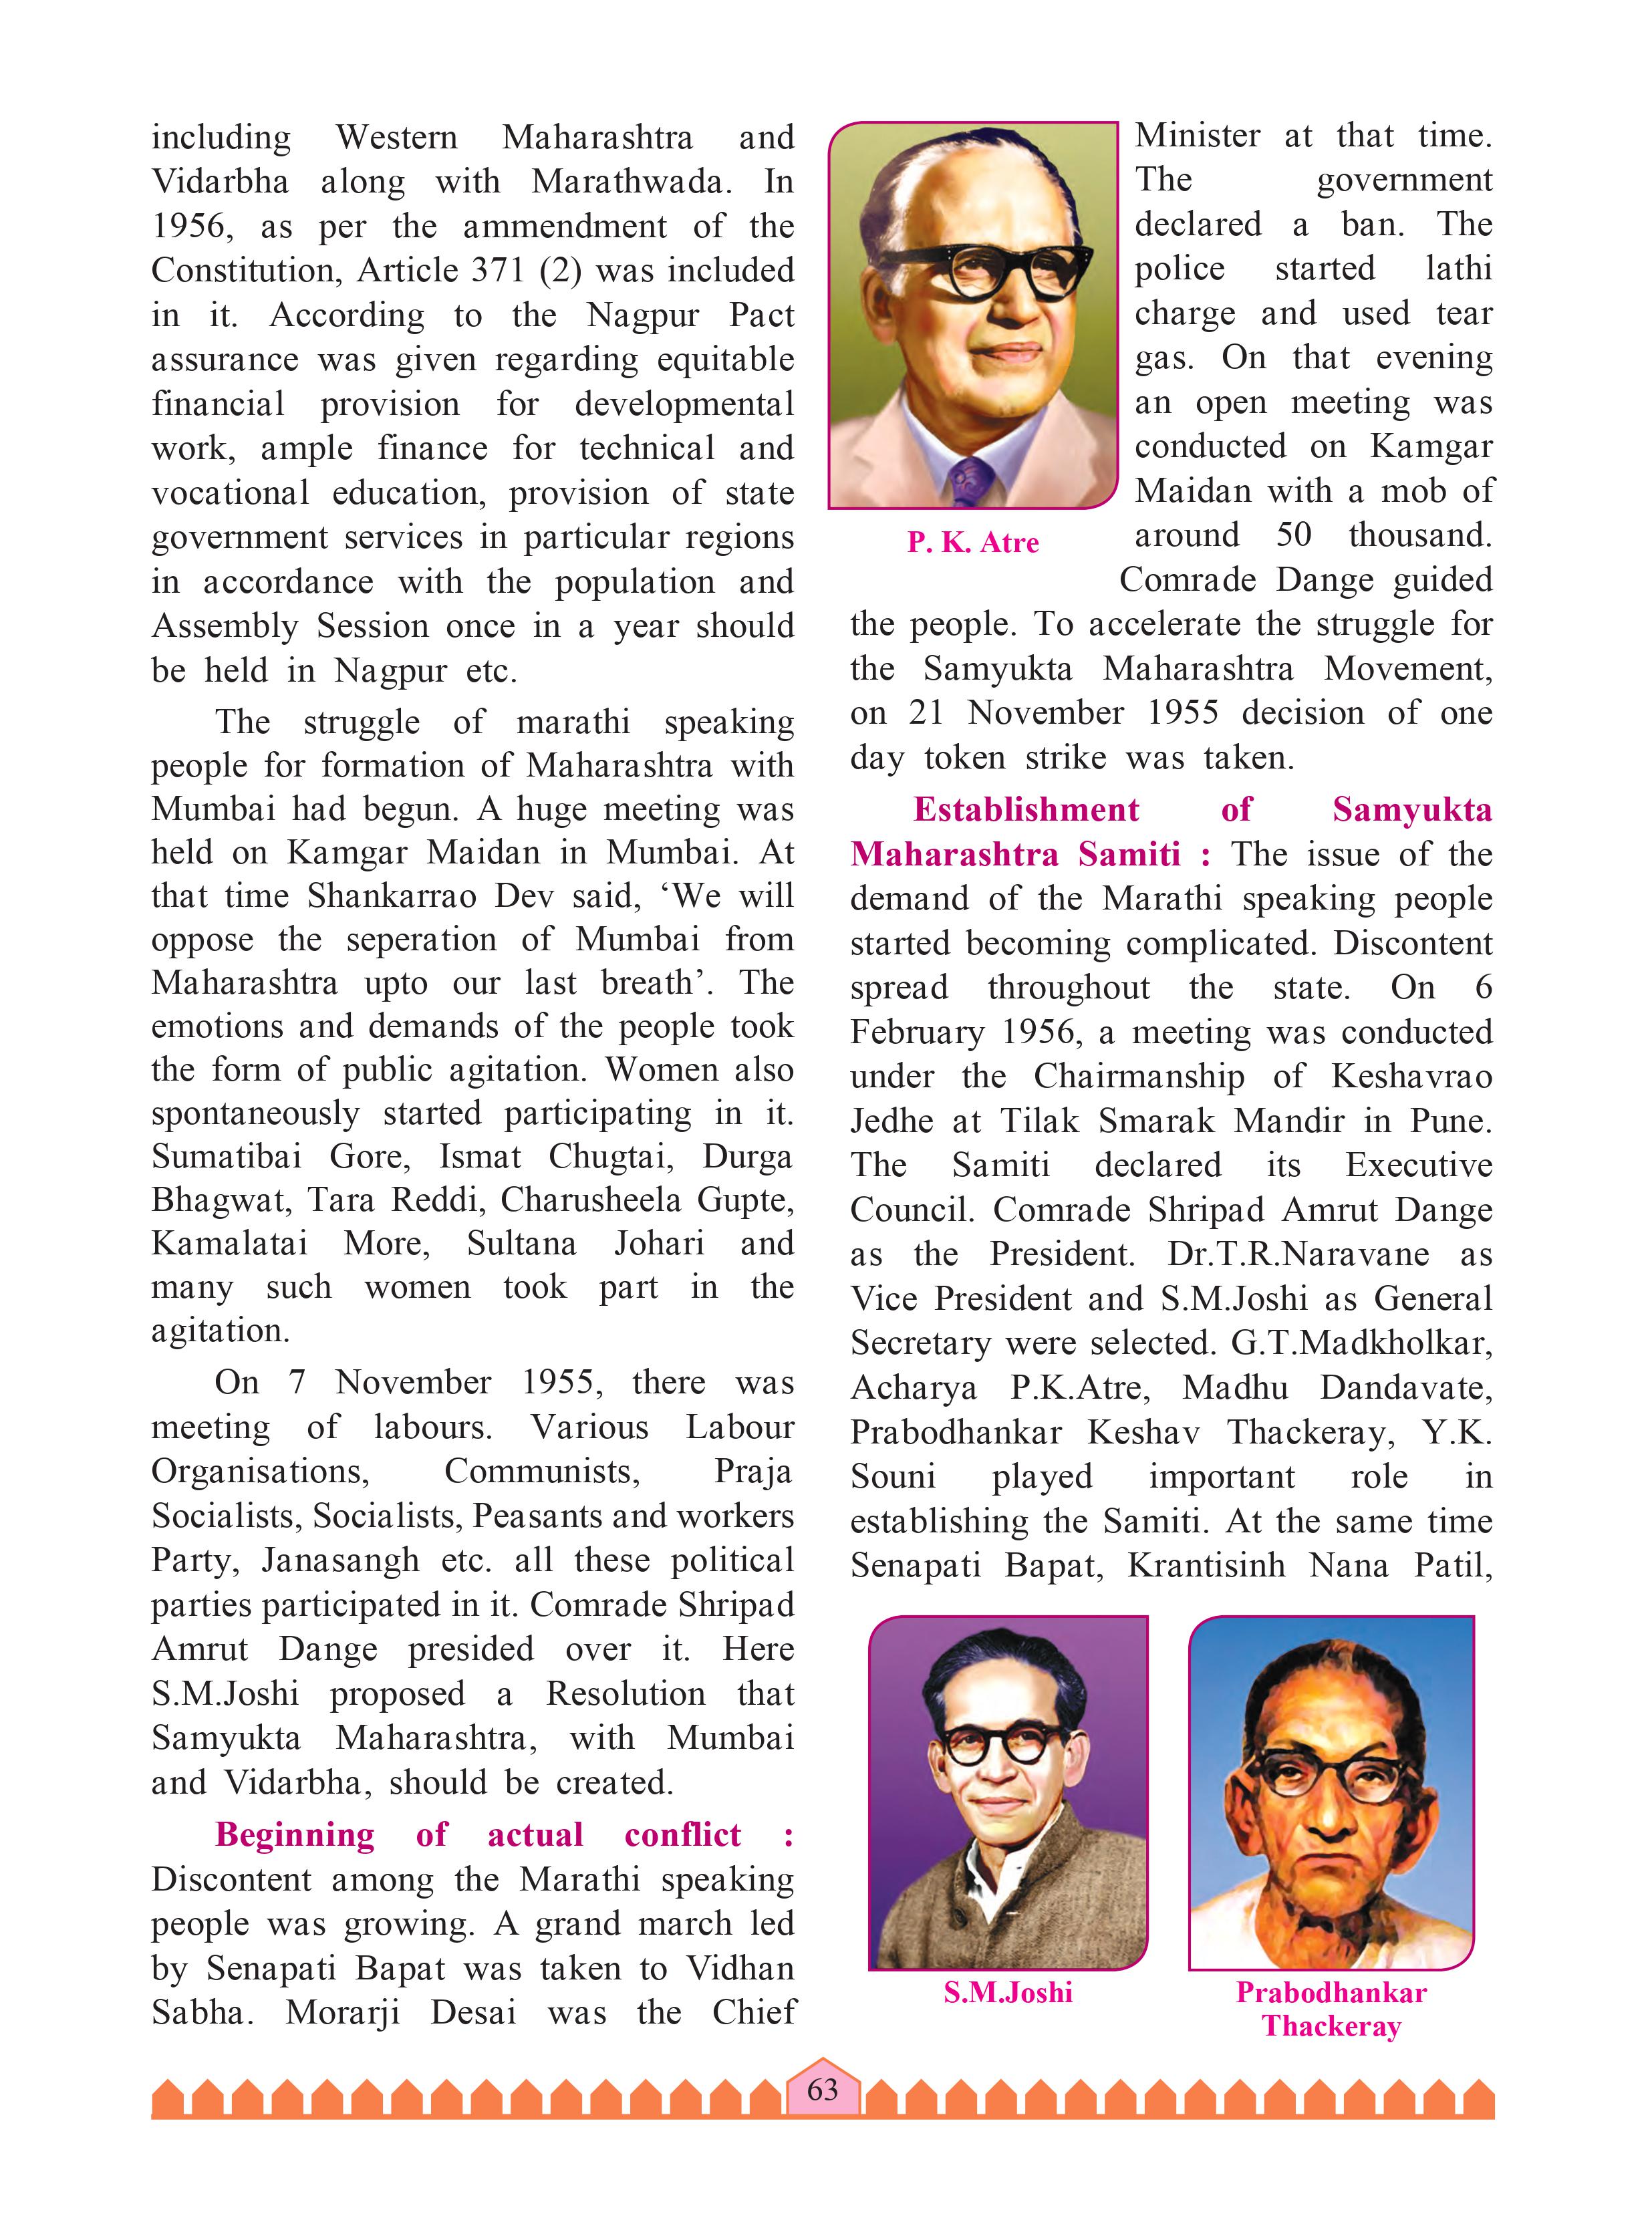 including Western Maharashtra and
Vidarbha along with Marathwada. In
1956, as per the ammendment of the
Constitution, Article 371 (2) was included
in it. According to the Nagpur Pact
assurance was given regarding equitable
financial provision for developmental
work, ample finance for technical and
vocational education, provision of state
government services in particular regions
in accordance with the population and
Assembly Session once in a year should
be held in Nagpur etc.
The struggle of marathi speaking
people for formation of Maharashtra with
Mumbai had begun. A huge meeting was
held on Kamgar Maidan in Mumbai. At
that time Shankarrao Dev said, ‘We will
oppose the seperation of Mumbai from
Maharashtra upto our last breath’. The
emotions and demands of the people took
the form of public agitation. Women also
spontaneously started participating in it.
Sumatibai Gore, Ismat Chugtai, Durga
Bhagwat, Tara Reddi, Charusheela Gupte,
Kamalatai More, Sultana Johari and
many such women took part in the
agitation.
On 7 November 1955, there was
meeting of labours. Various Labour
Organisations, Communists, Praja
Socialists, Socialists, Peasants and workers
Party, Janasangh etc. all these political
parties participated in it. Comrade Shripad
Amrut Dange presided over it. Here
S.M.Joshi proposed a Resolution that
Samyukta Maharashtra, with Mumbai
and Vidarbha, should be created.
Beginning of actual conflict :
Discontent among the Marathi speaking
people was growing. A grand march led
by Senapati Bapat was taken to Vidhan
Sabha. Morarji Desai was the Chief
P. K. Atre
Minister at that time.
The government
declared a ban. The
police started lathi
charge and used tear
gas. On that evening
an open meeting was
conducted on Kamgar
Maidan with a mob of
around 50 thousand.
Comrade Dange guided
the people. To accelerate the struggle for
the Samyukta Maharashtra Movement,
on 21 November 1955 decision of one
day token strike was taken.
Establishment of Samyukta
Maharashtra Samiti : The issue of the
demand of the Marathi speaking people
started becoming complicated. Discontent
spread throughout the state. On 6
February 1956, a meeting was conducted
under the Chairmanship of Keshavrao
Jedhe at Tilak Smarak Mandir in Pune.
The Samiti declared its Executive
Council. Comrade Shripad Amrut Dange
as the President. Dr.T.R.Naravane as
Vice President and S.M.Joshi as General
Secretary were selected. G.T.Madkholkar,
Acharya P.K.Atre, Madhu Dandavate,
Prabodhankar Keshav Thackeray, Y.K.
Souni played important role in
establishing the Samiti. At the same time
Senapati Bapat, Krantisinh Nana Patil,
S.M.Joshi
Prabodhankar
Thackeray
63